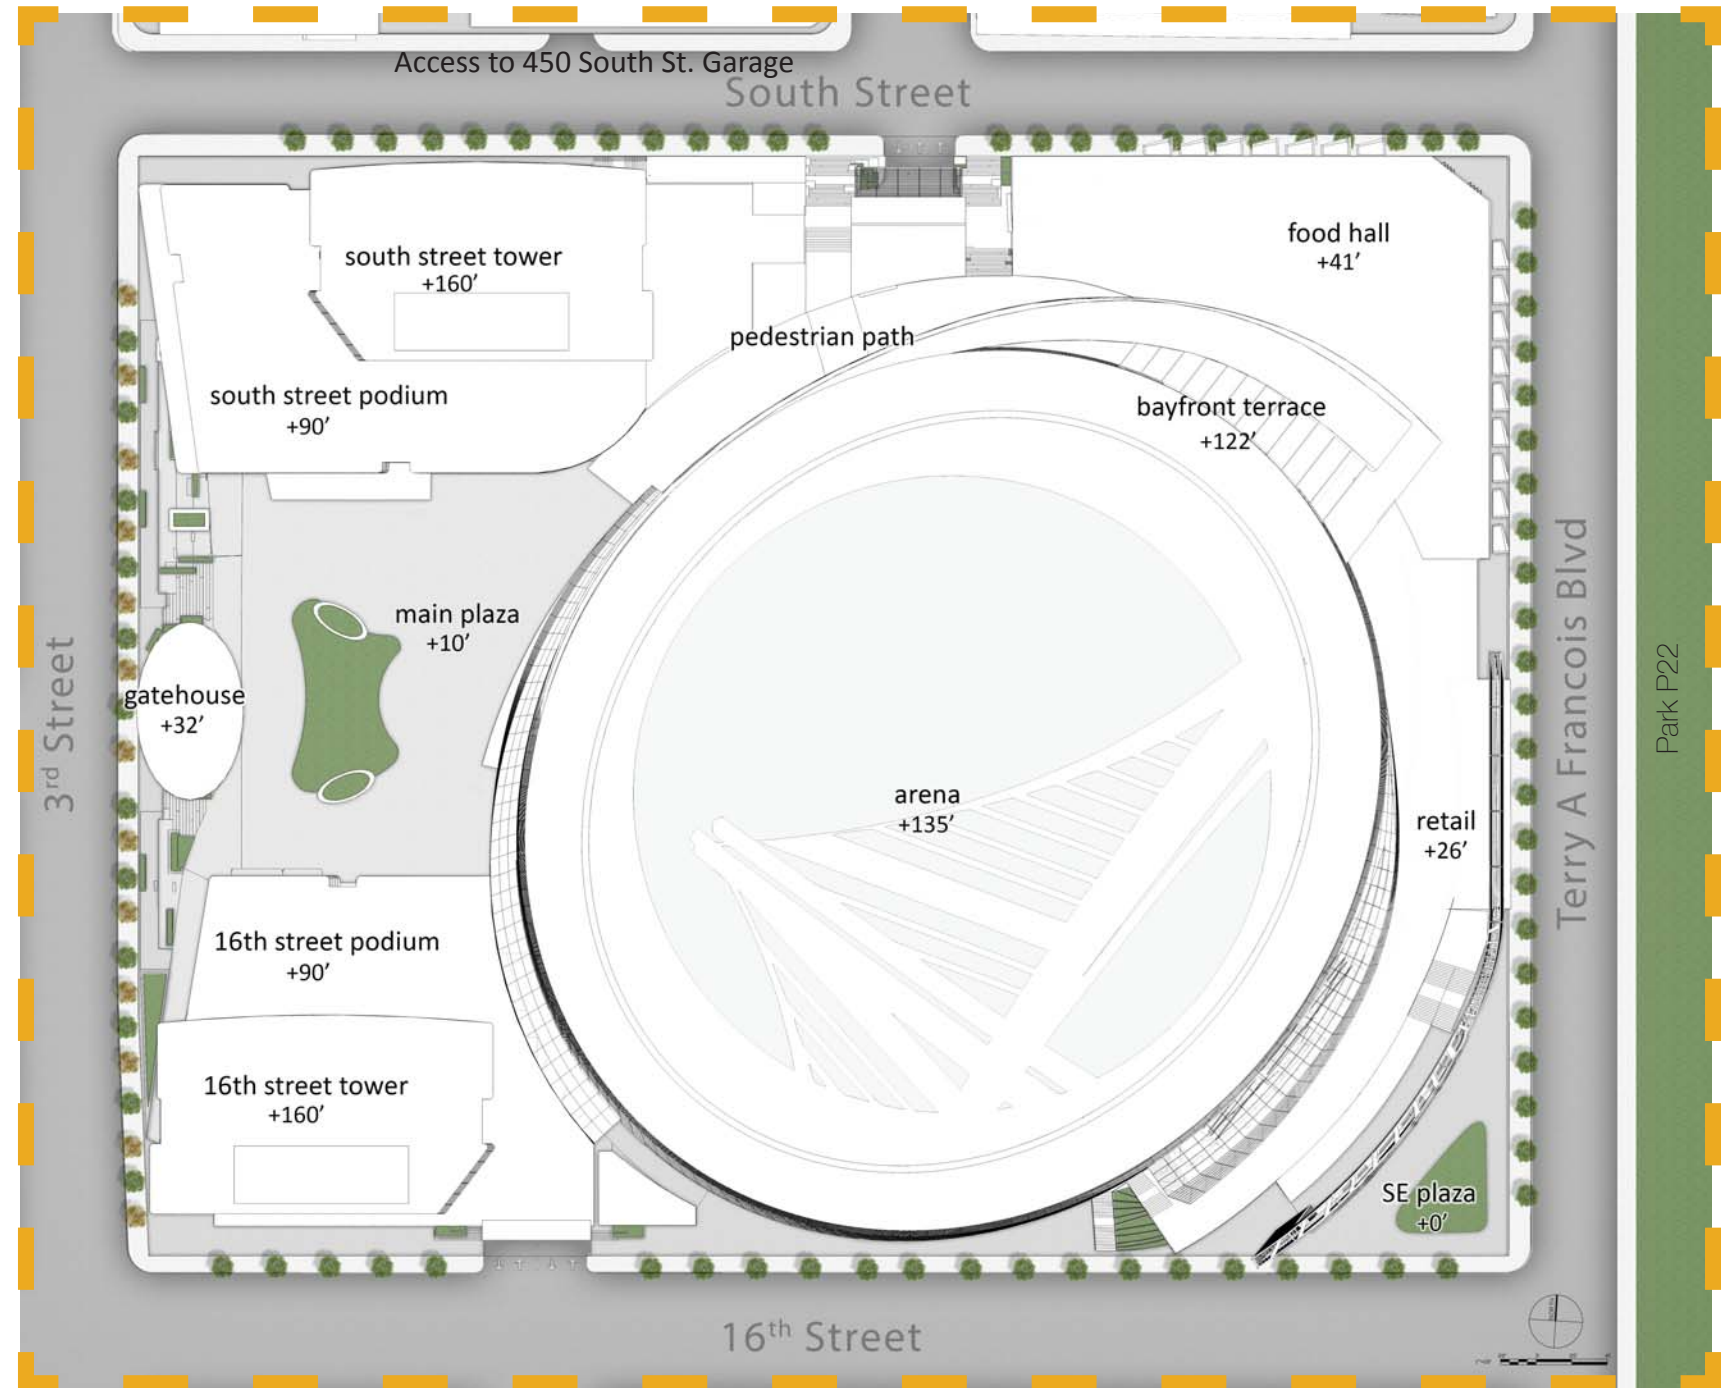 Access to 450 South St. Garage
South Street
south street tower
+160’
food hall
+41’
pedestrian path
south street podium
+90’
bayfront terrace
+122’
main plaza
+10’
gatehouse
+32’
3rd Street
Terry A Francois Blvd
Park P22
arena
+135’
retail
+26’
16th street podium
+90’
16th street tower
+160’
SE plaza
+0’
16th Street